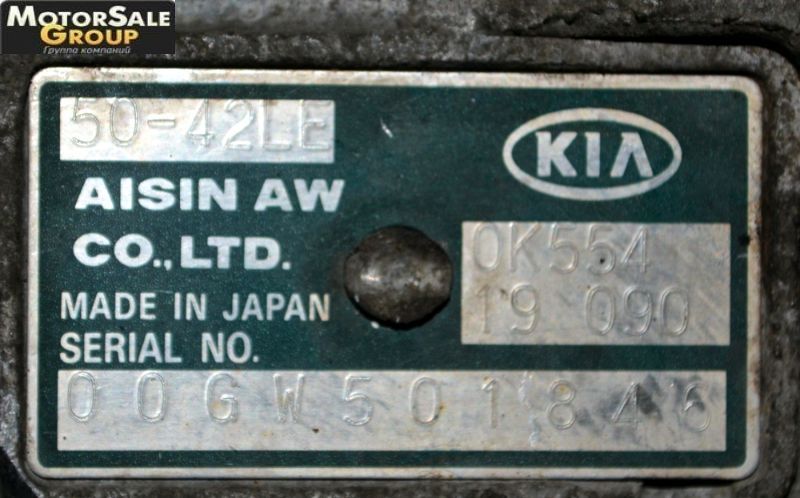 MotorSale
Group
Группа компаний
50-42LE
KIA
AISIN AW
CO., LTD.
0K554
19 090
MADE IN JAPAN
SERIAL NO.
00GW501846